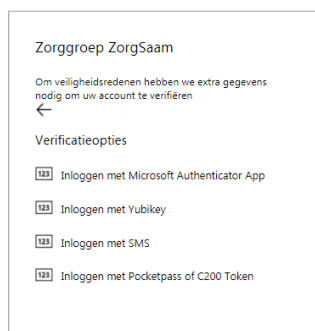 Zorggroep ZorgSaam
Om veiligheidsredenen hebben we extra gegevens
nodig om uw account te verifiëren
Verificatieopties
123 Inloggen met Microsoft Authenticator App
123 Inloggen met Yubikey
123 Inloggen met SMS
123 Inloggen met Pocketpass of C200 Token